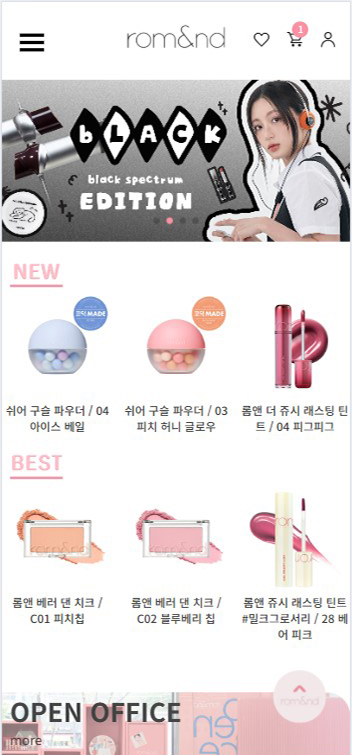 rom&nd
1
bLACK
black spectrum
EDITION
NEW
MADE
MADE
쉬어 구슬 파우더 / 04
아이스 베일
쉬어 구슬 파우더 / 03
피치 허니 글로우
롬앤 더 쥬시 래스팅 틴
트 / 04 피그피그
BEST
롬앤 베러 댄 치크 /
C01 피치칩
롬앤 베러 댄 치크 /
C02 블루베리 칩
롬앤 쥬시 래스팅 틴트
#밀크그로서리 / 28 베
어 피크
OPEN OFFICE
more
rom&nd